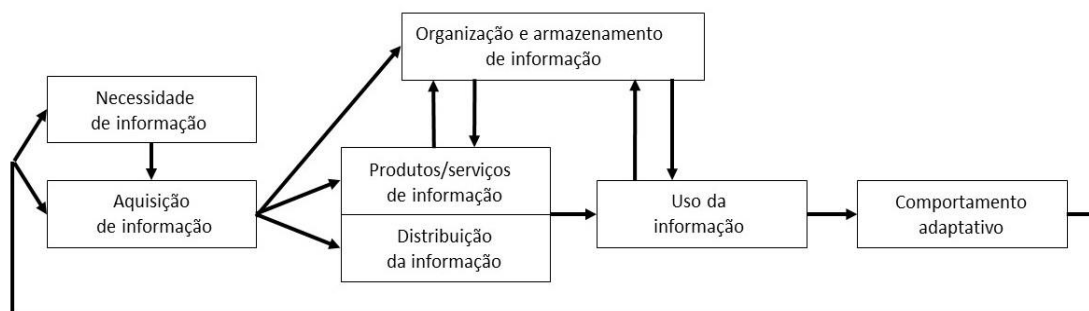 Organização e armazenamento
de informação
Necessidade
de informação
Aquisição
de informação
Produtos/serviços
de informação
Distribuição
da informação
Uso da
informação
Comportamento
adaptativo